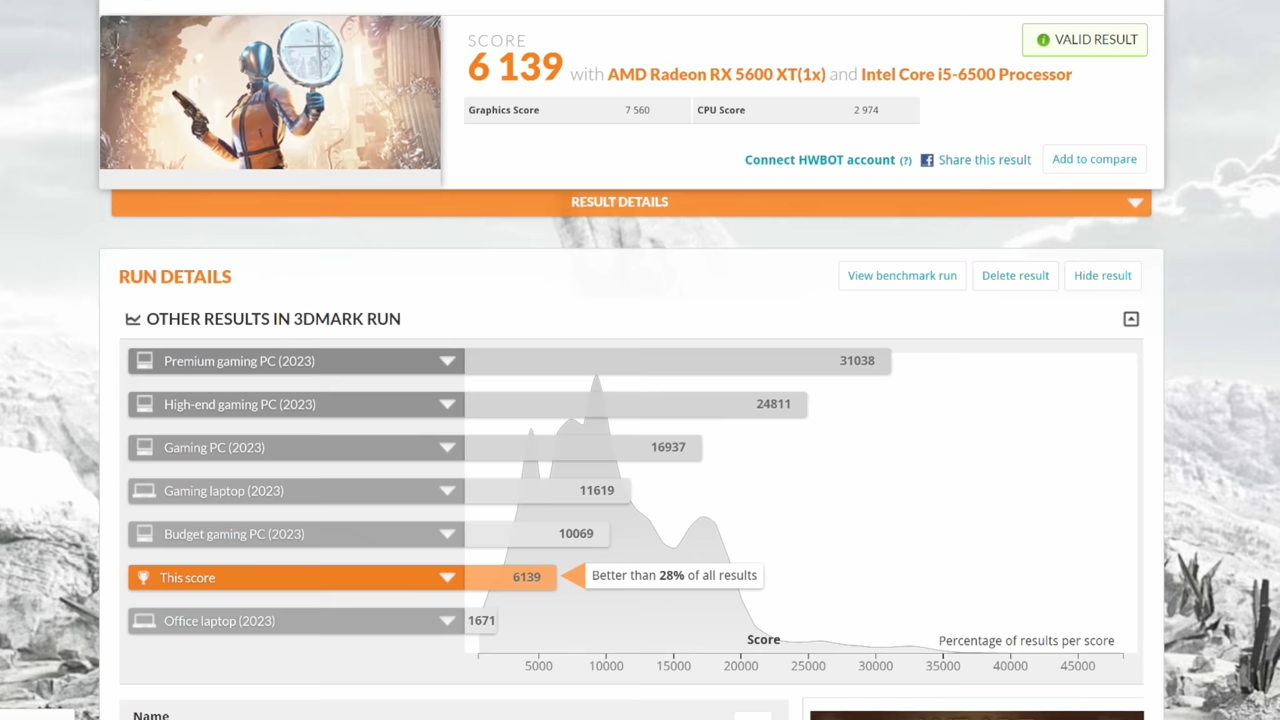 SCORE
VALID RESULT
6 139 with AMD Radeon RX 5600 XT(1x) and Intel Core i5-6500 Processor
Graphics Score 7 560 CPU Score 2 974
Connect HWBOT account (?) Share this result Add to compare
RESULT DETAILS
RUN DETAILS
View benchmark run Delete result Hide result
OTHER RESULTS IN 3DMARK RUN
Premium gaming PC (2023) 31038
High-end gaming PC (2023) 24811
Gaming PC (2023) 16937
Gaming laptop (2023) 11619
Budget gaming PC (2023) 10069
This score 6139 Better than 28% of all results
Office laptop (2023) 1671
Score Percentage of results per score
5000 10000 15000 20000 25000 30000 35000 40000 45000
Name